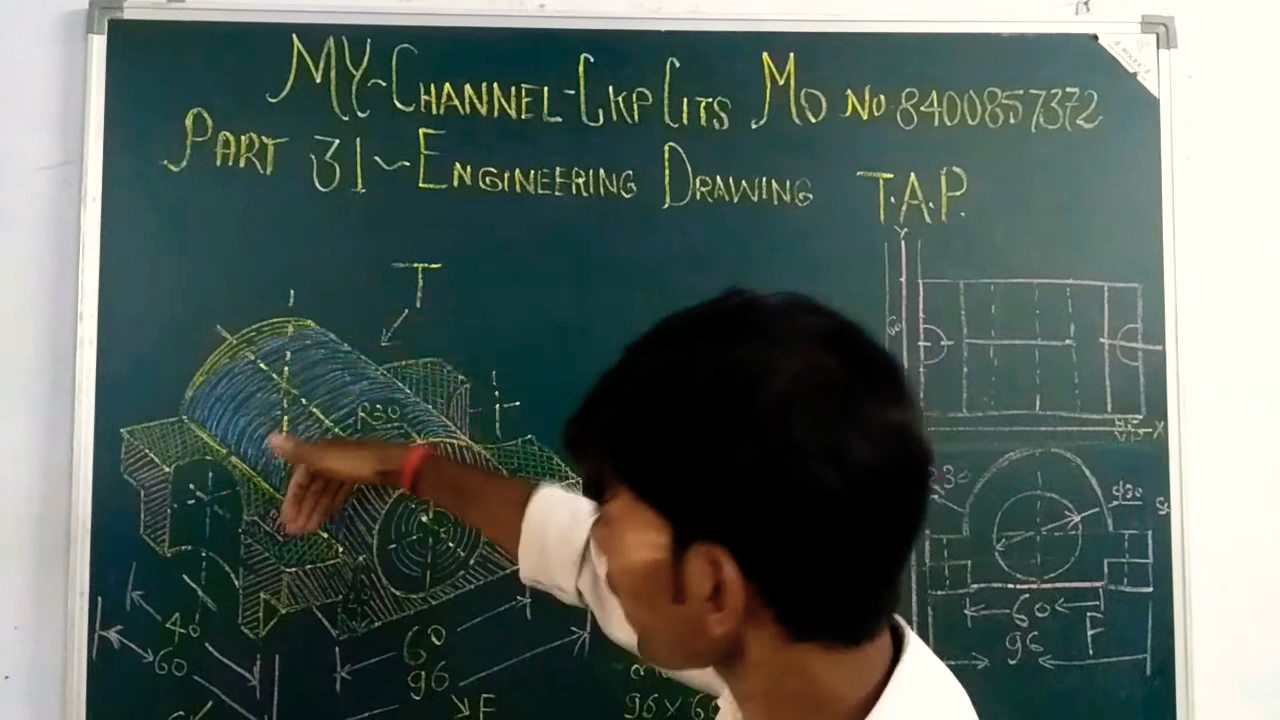 MY~CHANNEL-CKP CITS MO NO 8400857372
PART 31~ENGINEERING DRAWING T.A.P.
T
Y
60
R30
X
R30
Ø30
40
60
60
96
F
60
96
F
96×60